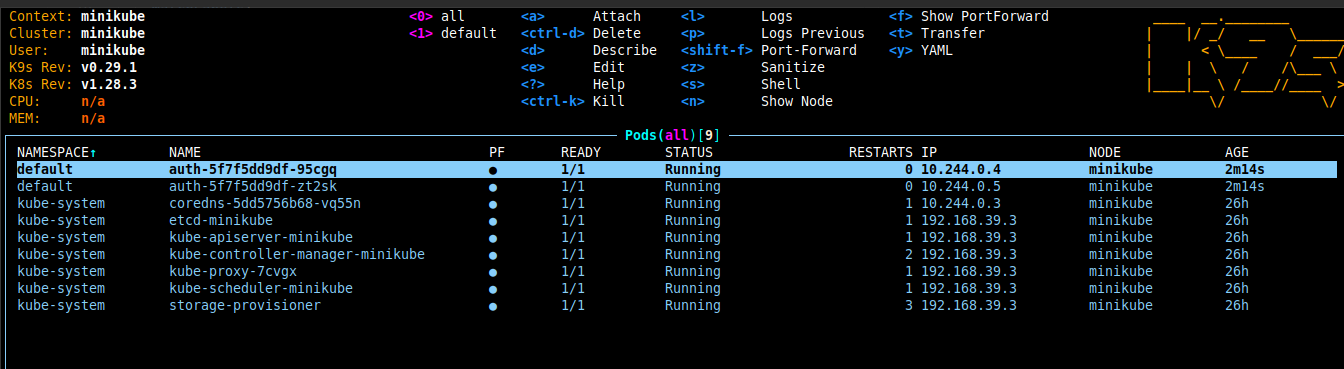 Context: minikube <0> all <a> Attach <l> Logs <f> Show PortForward
Cluster: minikube <1> default <ctrl-d> Delete <p> Logs Previous <t> Transfer
User: minikube <d> Describe <shift-f> Port-Forward <y> YAML
K9s Rev: v0.29.1 <e> Edit <z> Sanitize
K8s Rev: v1.28.3 <?> Help <s> Shell
CPU: n/a <ctrl-k> Kill <n> Show Node
MEM: n/a
Pods(all)[9]
NAMESPACE↑ NAME PF READY STATUS RESTARTS IP NODE AGE
default auth-5f7f5dd9df-95cgq ● 1/1 Running 0 10.244.0.4 minikube 2m14s
default auth-5f7f5dd9df-zt2sk ● 1/1 Running 0 10.244.0.5 minikube 2m14s
kube-system coredns-5dd5756b68-vq55n ● 1/1 Running 1 10.244.0.3 minikube 26h
kube-system etcd-minikube ● 1/1 Running 1 192.168.39.3 minikube 26h
kube-system kube-apiserver-minikube ● 1/1 Running 1 192.168.39.3 minikube 26h
kube-system kube-controller-manager-minikube ● 1/1 Running 2 192.168.39.3 minikube 26h
kube-system kube-proxy-7cvgx ● 1/1 Running 1 192.168.39.3 minikube 26h
kube-system kube-scheduler-minikube ● 1/1 Running 1 192.168.39.3 minikube 26h
kube-system storage-provisioner ● 1/1 Running 3 192.168.39.3 minikube 26h